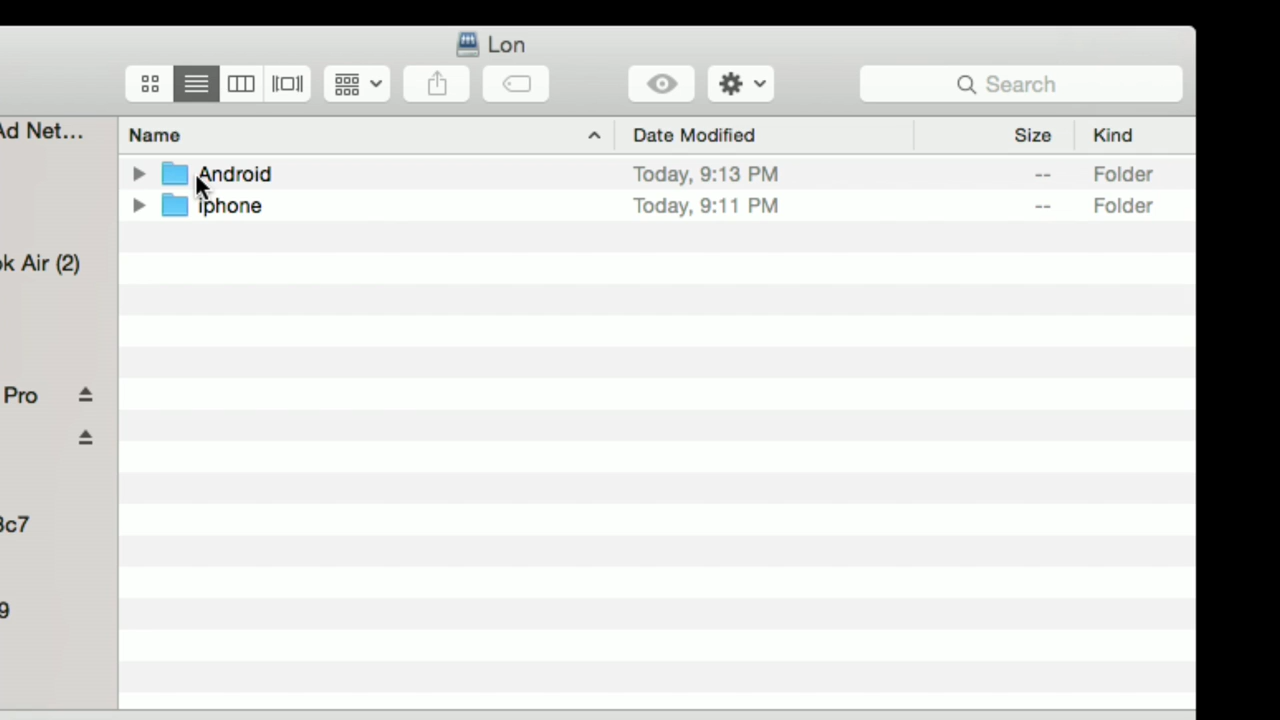 Lon
Search
Ad Net...
Name Date Modified Size Kind
Android Today, 9:13 PM -- Folder
iphone Today, 9:11 PM -- Folder
ok Air (2)
Pro
3c7
9